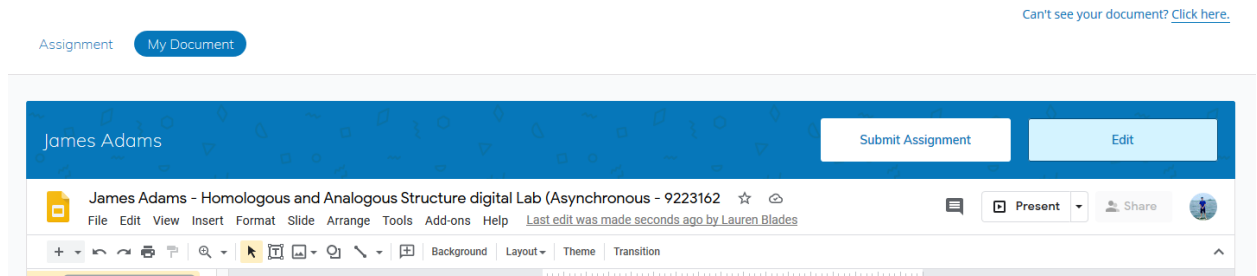 Can't see your document? Click here.
Assignment My Document
James Adams Submit Assignment Edit
James Adams - Homologous and Analogous Structure digital Lab (Asynchronous - 9223162
File Edit View Insert Format Slide Arrange Tools Add-ons Help Last edit was made seconds ago by Lauren Blades
Present Share
Background Layout Theme Transition